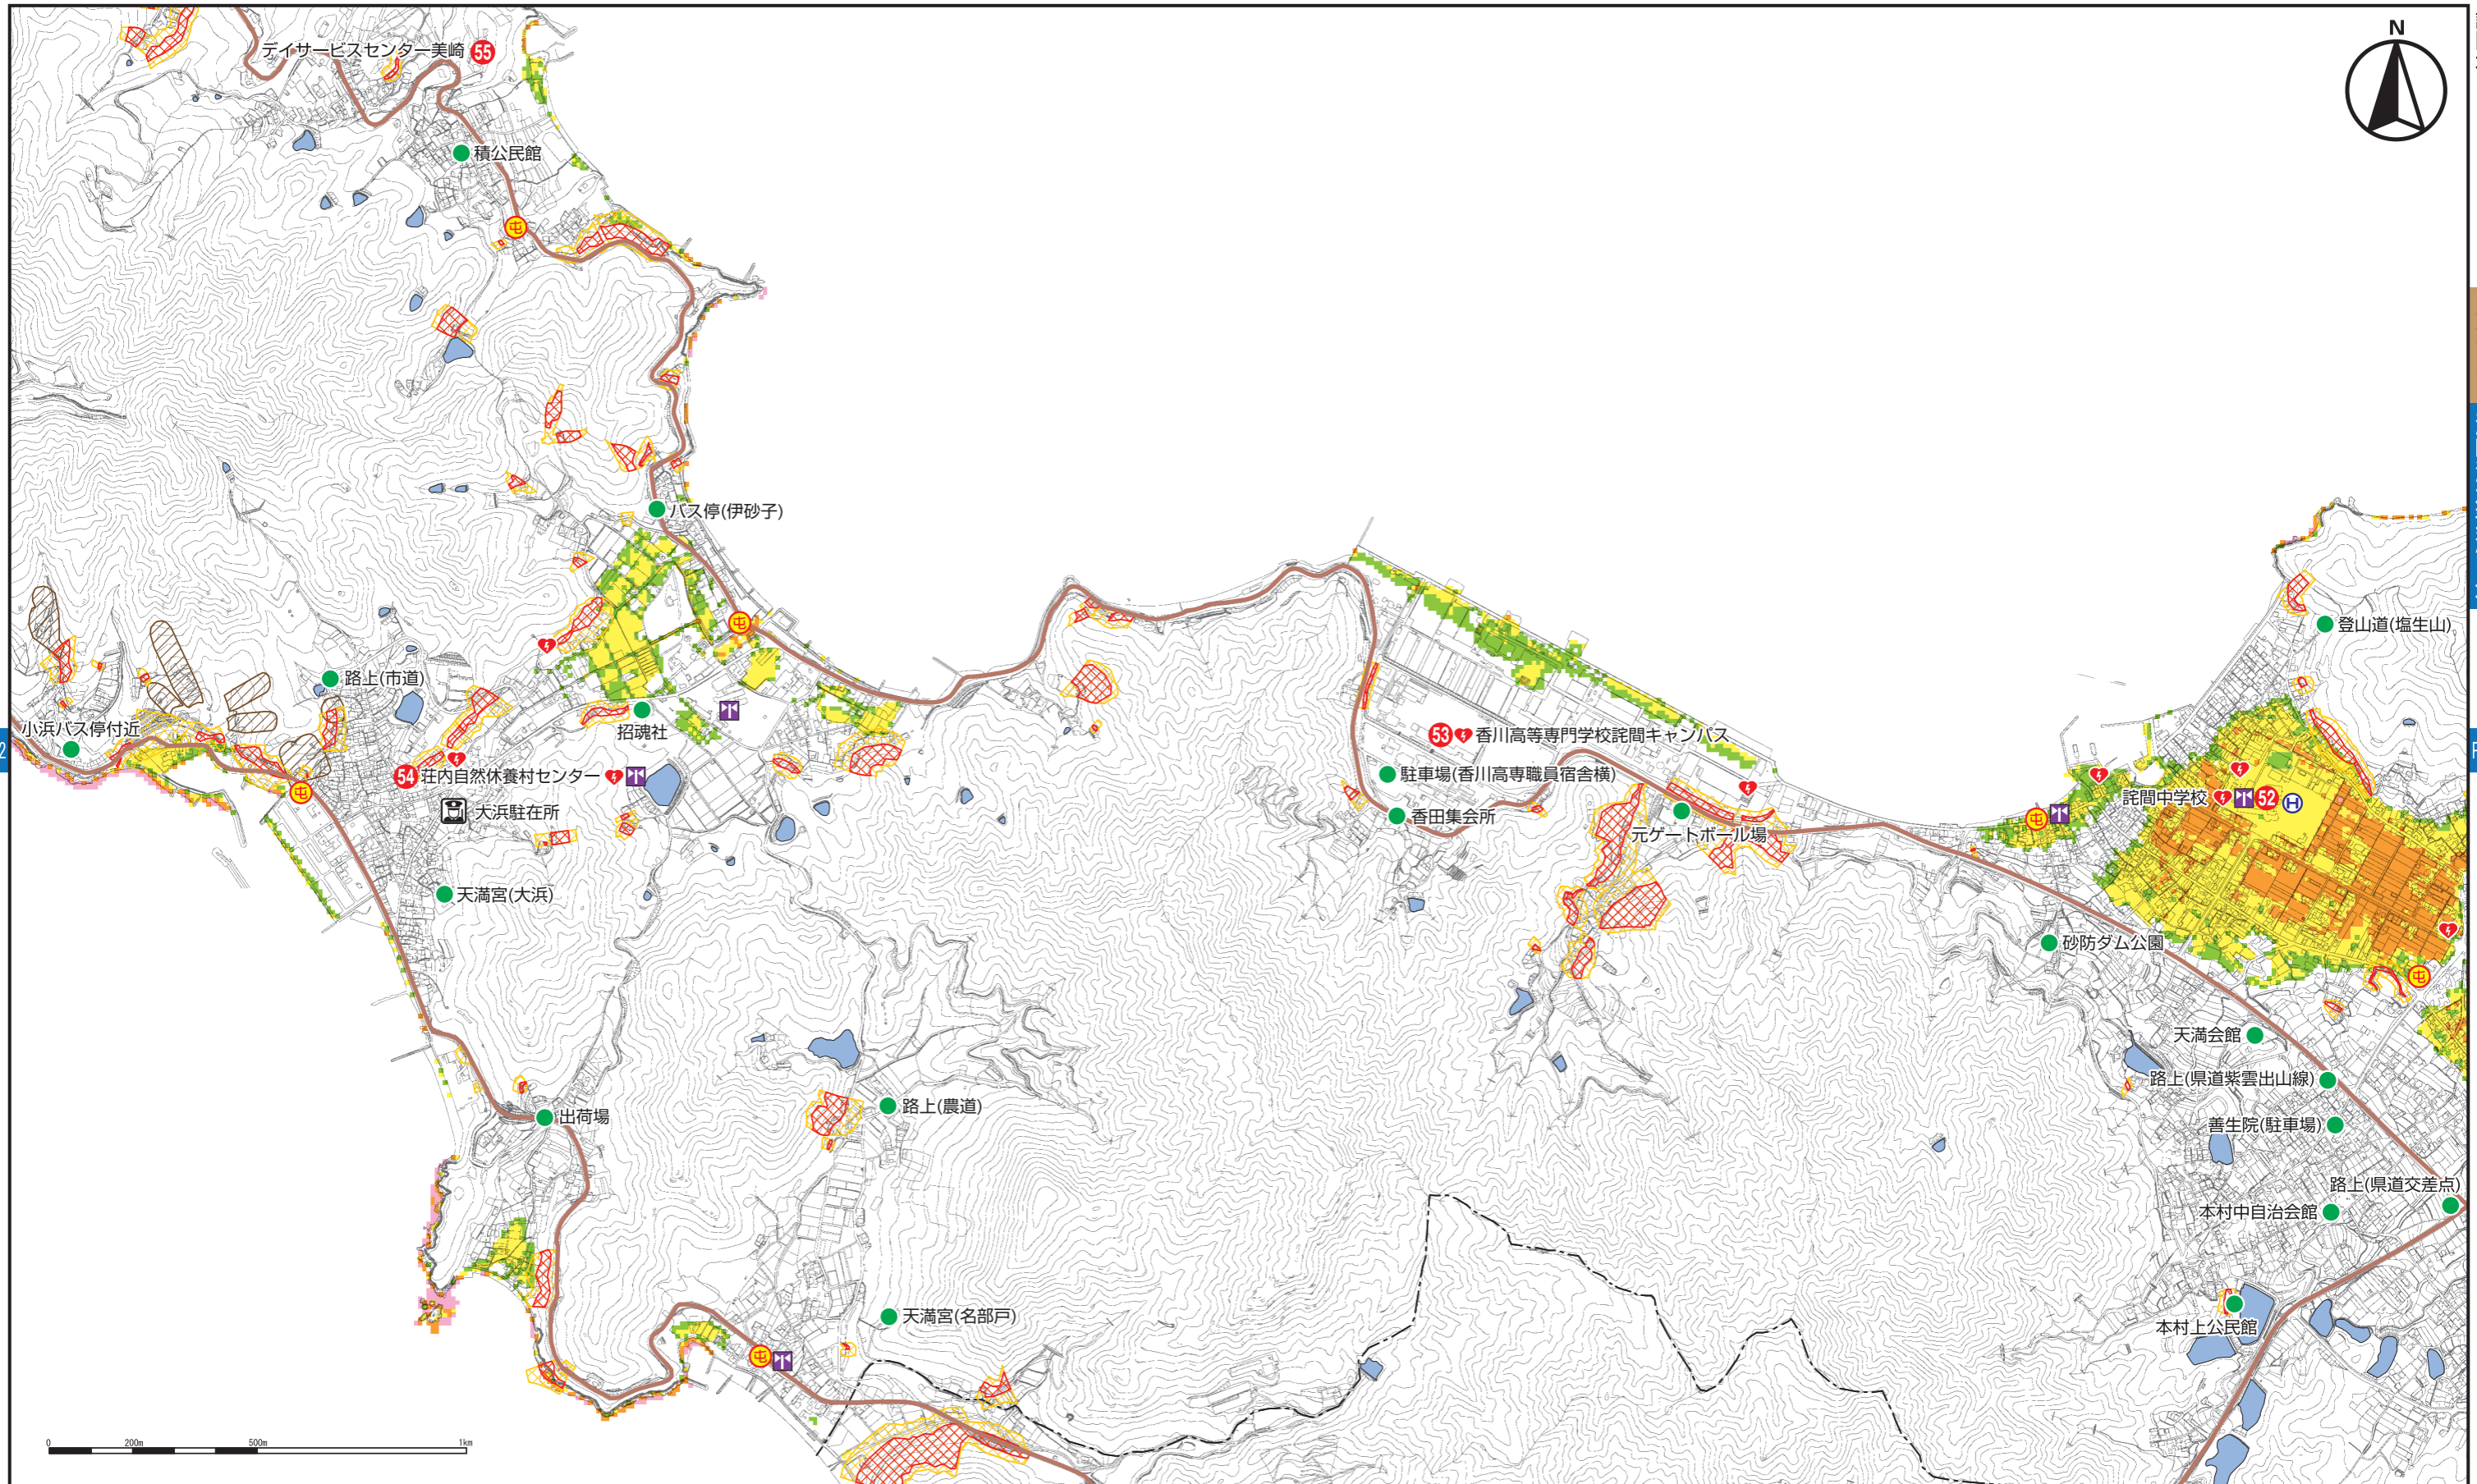 N
デイサービスセンター美崎 55
積公民館
屯
バス停(伊砂子)
屯
登山道(塩生山)
路上(市道)
招魂社
小浜バス停付近
53 香川高等専門学校詫間キャンパス
54 荘内自然休養村センター
駐車場(香川高専職員宿舎横)
屯
詫間中学校 52 H
大浜駐在所
香田集会所
元ゲートボール場
屯
天満宮(大浜)
砂防ダム公園
屯
天満会館
路上(県道紫雲出山線)
出荷場
路上(農道)
善生院(駐車場)
路上(県道交差点)
本村中自治会館
天満宮(名部戸)
本村上公民館
屯
0 200m 500m 1km